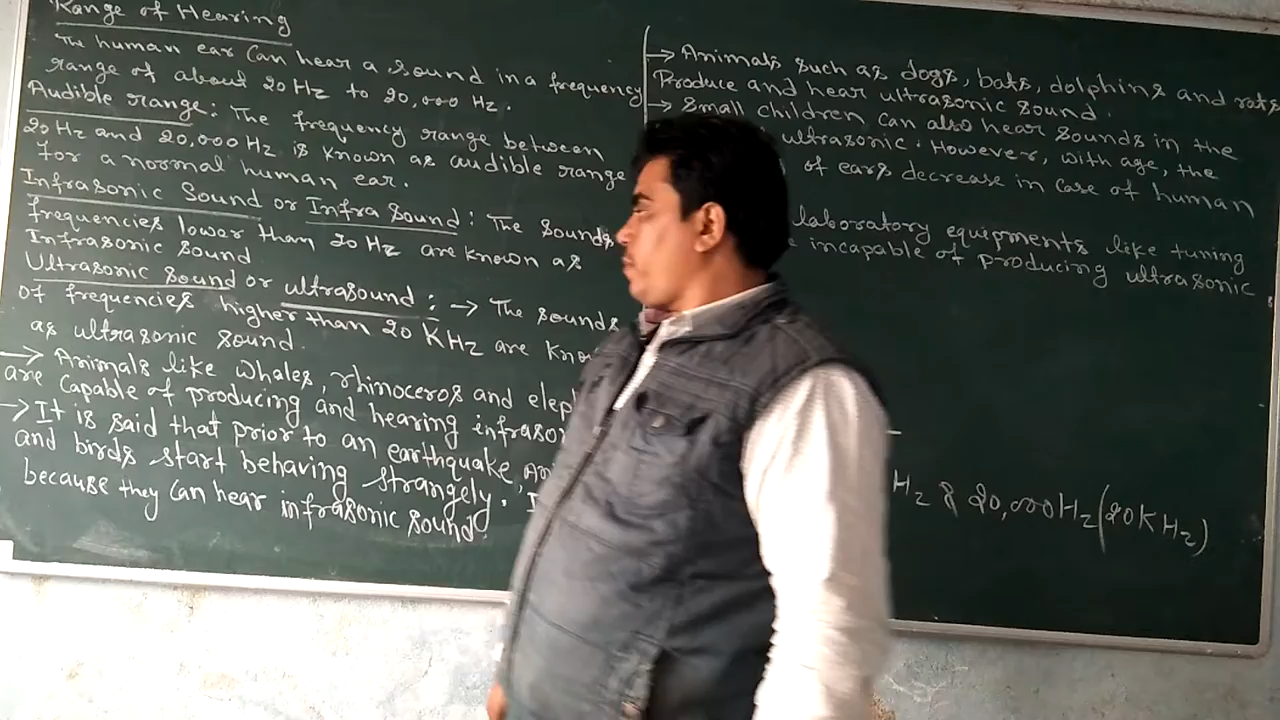 Range of Hearing
The human ear can hear a sound in a frequency
range of about 20 Hz to 20,000 Hz.
Audible range: The frequency range between
20 Hz and 20,000 Hz is known as audible range
for a normal human ear.
Infrasonic Sound or Infra Sound: The sounds
frequencies lower than 20 Hz are known as
Infrasonic Sound
Ultrasonic sound or ultrasound: → The sounds
of frequencies higher than 20 KHz are know
as ultrasonic sound.
→ Animals like whales, rhinoceros and elep
are capable of producing and hearing infraso
→ It is said that prior to an earthquake, an
and birds start behaving strangely.
because they can hear infrasonic sound.
→ Animals such as dogs, bats, dolphins and rats
Produce and hear ultrasonic sound.
→ Small children can also hear sounds in the
ultrasonic. However, with age, the
of ears decrease in case of human
laboratory equipments like tuning
incapable of producing ultrasonic
Hz & 20,000Hz (20KHz)